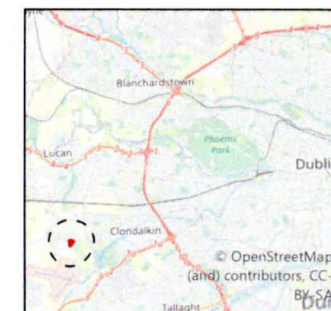 Blanchardstown
Phoenix
Park
Lucan
Dubli
Clondalkin
© OpenStreetMap
(and) contributors, CC-
BY-SA
Tallaght